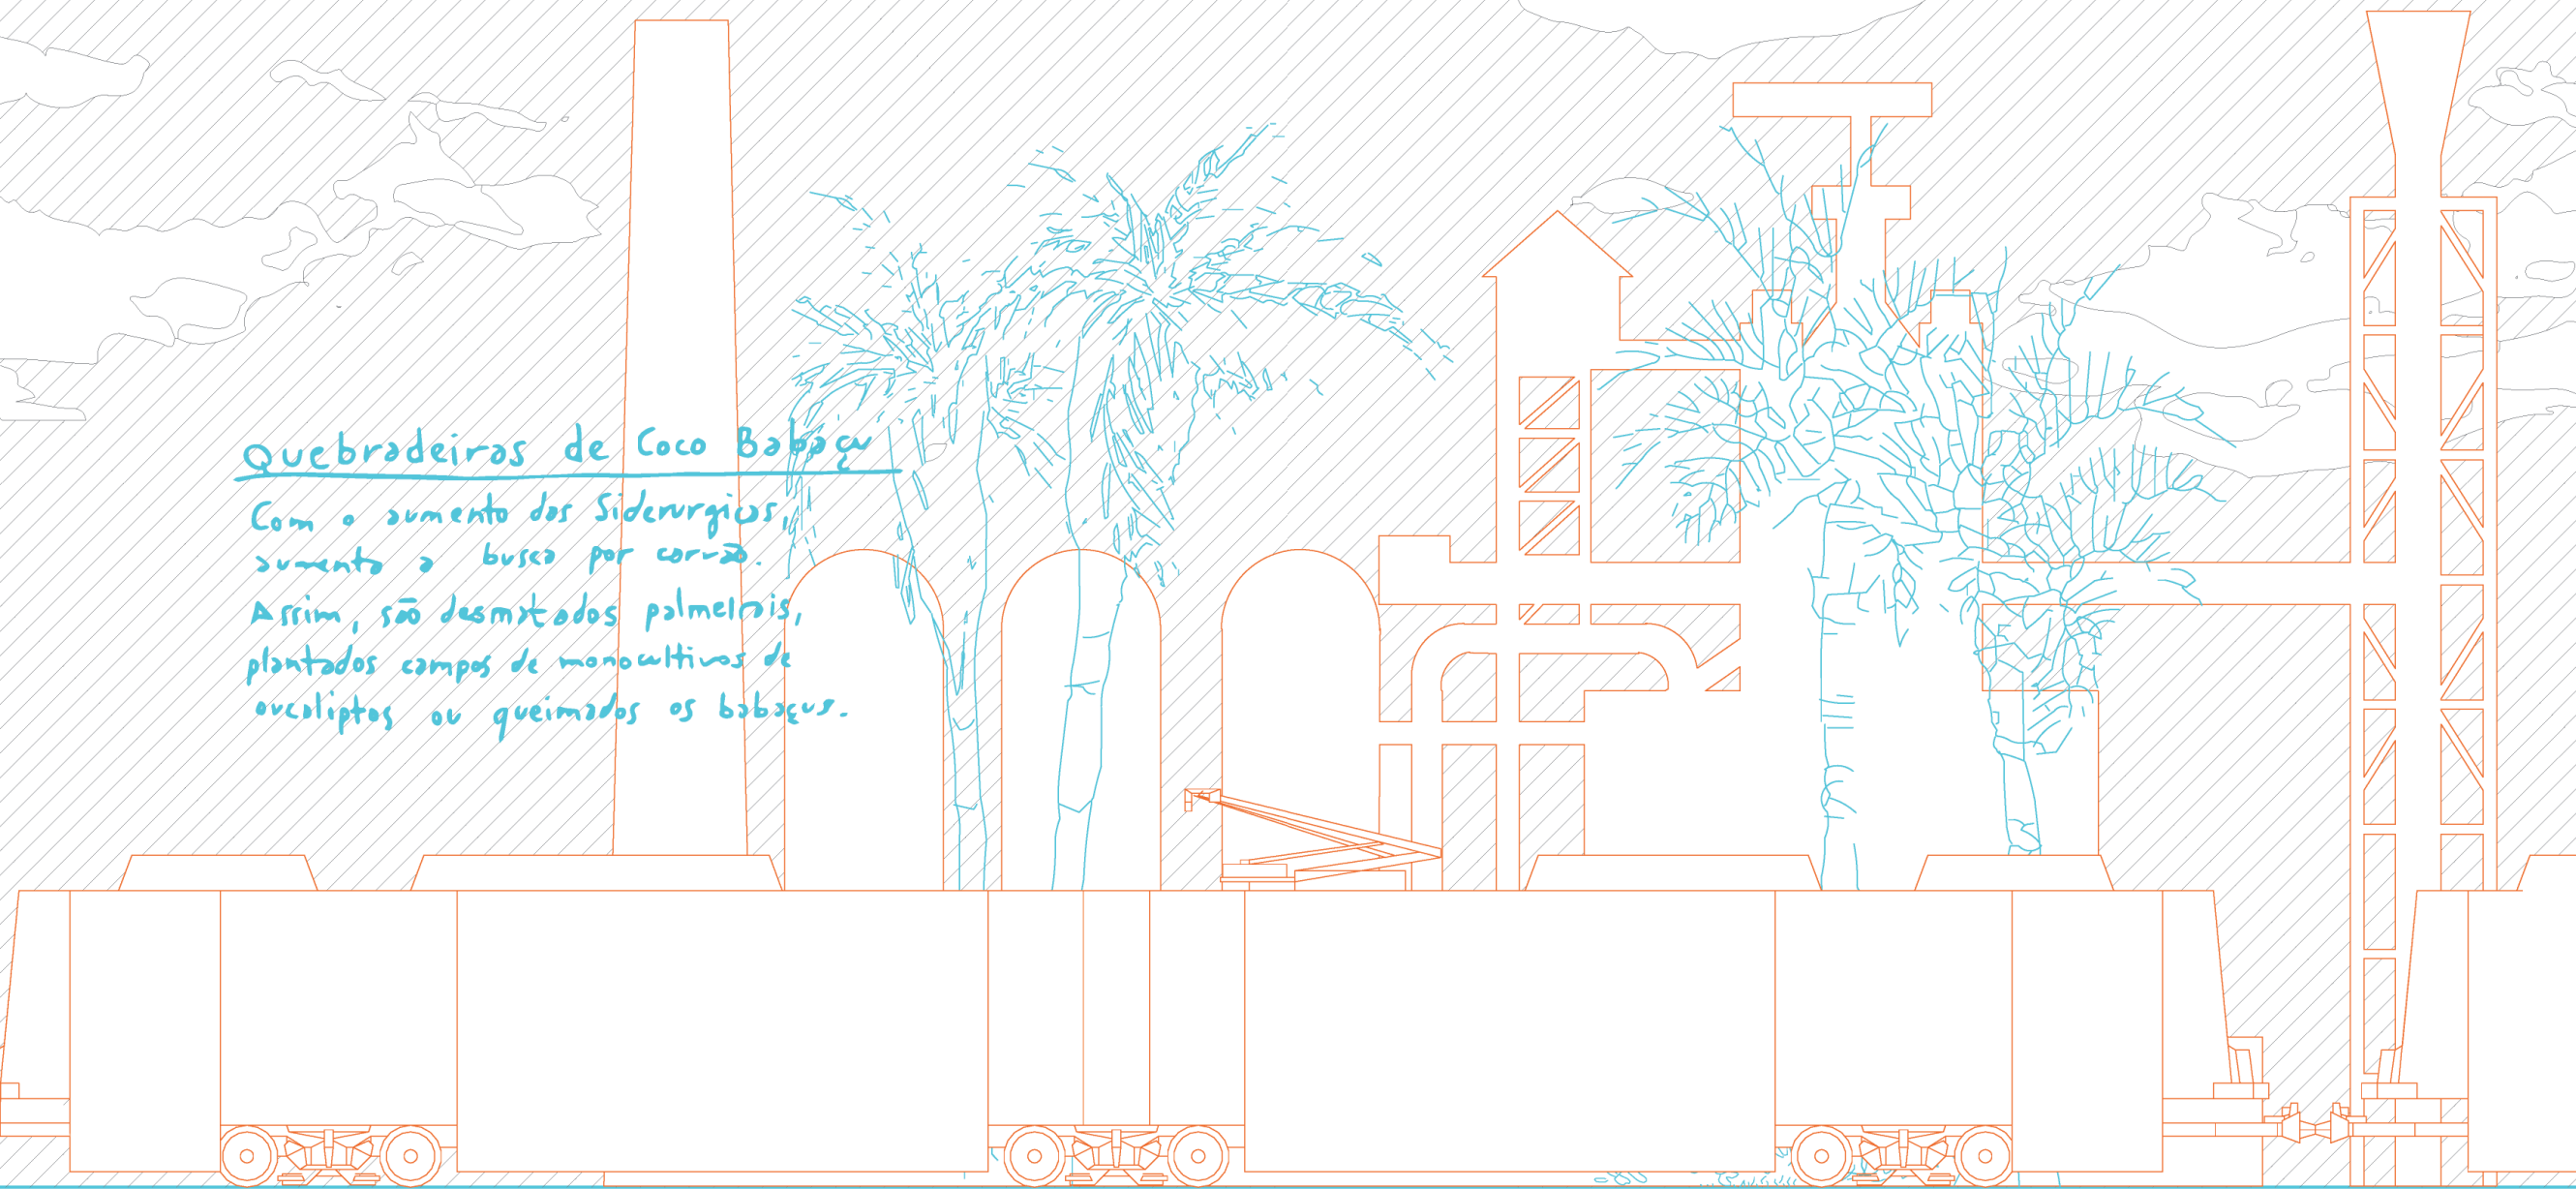 Quebradeiras de Coco Babaçu
Com o aumento das Siderurgicas,
aumenta a busca por carvão.
Assim, são desmatados palmeirais,
plantados campos de monocultivos de
eucaliptos ou queimados os babaçus.